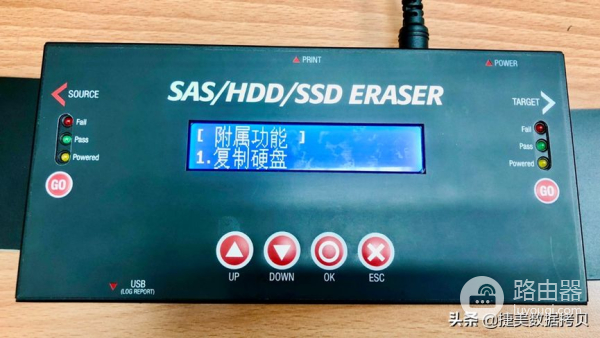 PRINT
POWER
SOURCE
SAS/HDD/SSD ERASER
TARGET
Fail
Pass
Powered
GO
[ 附属功能 ]
1.复制硬盘
Fail
Pass
Powered
GO
UP
DOWN
OK
ESC
USB
(LOG REPORT)
路由器
luyouqi.com
头条 @捷美数据拷贝